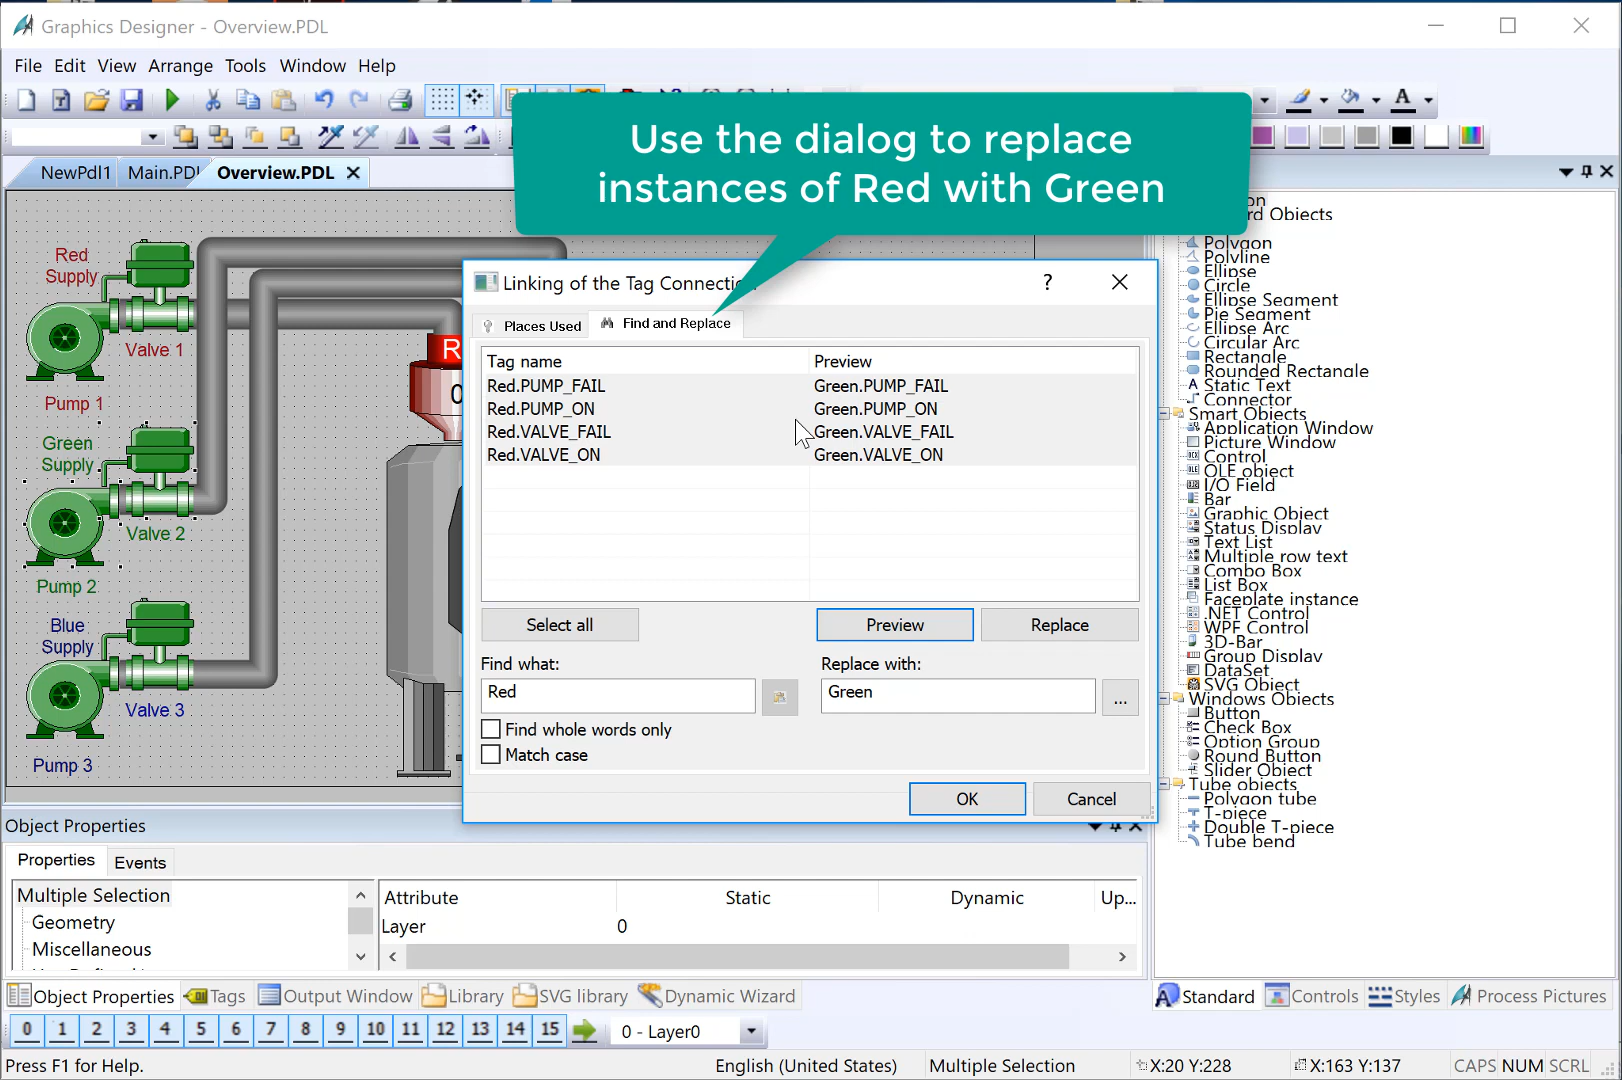 Graphics Designer - Overview.PDL
File Edit View Arrange Tools Window Help
Use the dialog to replace
instances of Red with Green
NewPdl1
Main.PDL
Overview.PDL
Red
Supply
Valve 1
Pump 1
Green
Supply
Valve 2
Pump 2
Blue
Supply
Valve 3
Pump 3
R
0
Linking of the Tag Connectio
?
Places Used
Find and Replace
Tag name Preview
Red.PUMP_FAIL Green.PUMP_FAIL
Red.PUMP_ON Green.PUMP_ON
Red.VALVE_FAIL Green.VALVE_FAIL
Red.VALVE_ON Green.VALVE_ON
Select all Preview Replace
Find what: Replace with:
Red Green ...
Find whole words only
Match case
OK Cancel
rd Objects
Polygon
Polyline
Ellipse
Circle
Ellipse Segment
Pie Segment
Ellipse Arc
Circular Arc
Rectangle
Rounded Rectangle
A Static Text
Connector
Smart Objects
Application Window
Picture Window
Control
OLE object
I/O Field
Bar
Graphic Object
Status Display
Text List
Multiple row text
Combo Box
List Box
Faceplate instance
.NET Control
WPF Control
3D-Bar
Group Display
DataSet
SVG Object
Windows Objects
Button
Check Box
Option Group
Round Button
Slider Object
Tube objects
Polygon tube
T-piece
Double T-piece
Tube bend
Object Properties
Properties Events
Multiple Selection
Geometry
Miscellaneous
Attribute Static Dynamic Up...
Layer 0
Object Properties Tags Output Window Library SVG library Dynamic Wizard
Standard Controls Styles Process Pictures
0 1 2 3 4 5 6 7 8 9 10 11 12 13 14 15 0 - Layer0
Press F1 for Help. English (United States) Multiple Selection X:20 Y:228 X:163 Y:137 CAPS NUM SCRL